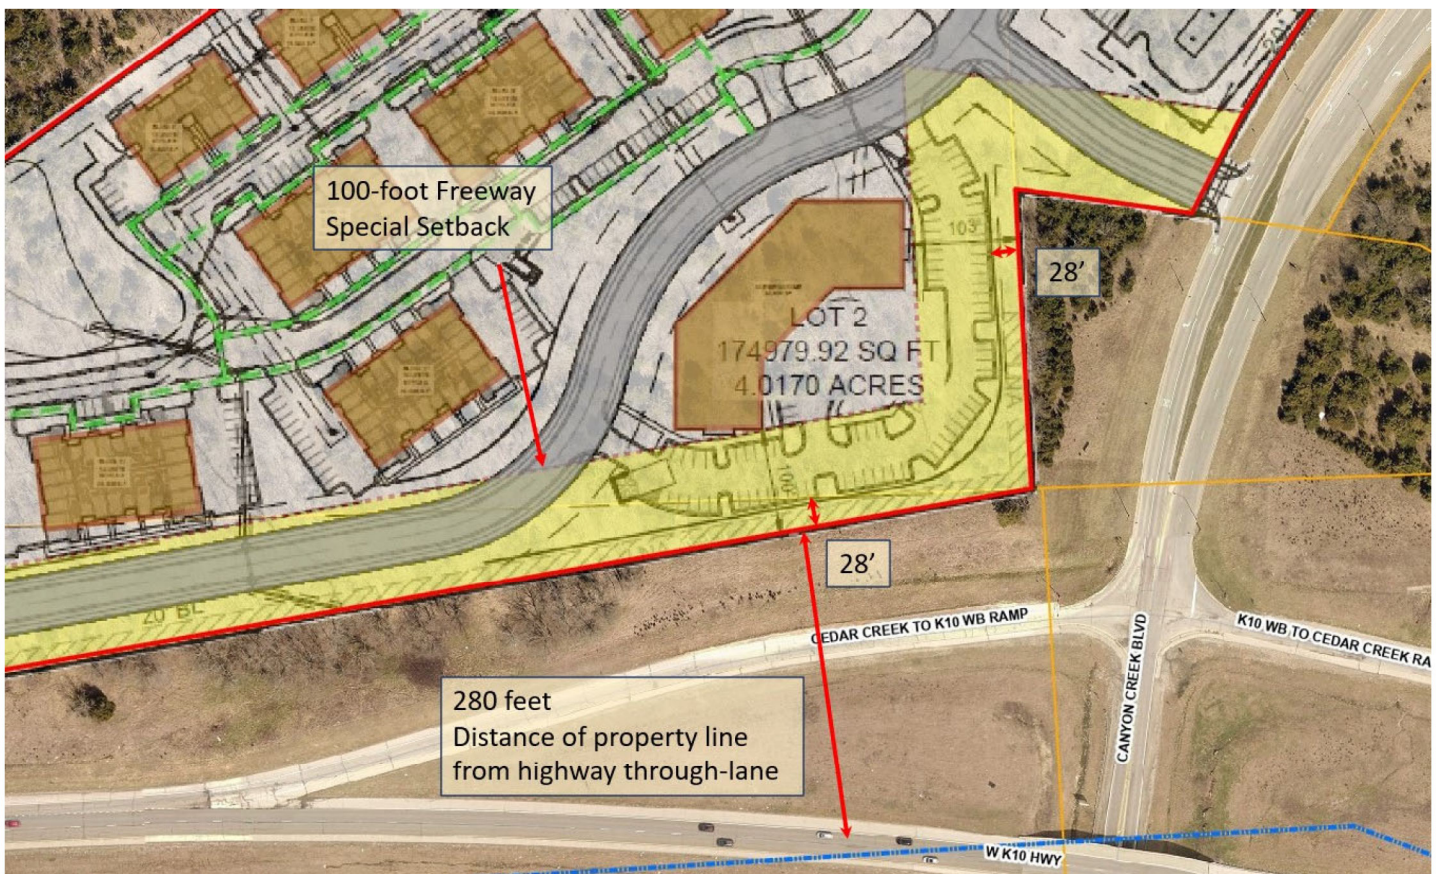 100-foot Freeway
Special Setback
103'
28'
LOT 2
174979.92 SQ FT
4.0170 ACRES
100'
28'
20 BL
CEDAR CREEK TO K10 WB RAMP
K10 WB TO CEDAR CREEK RA
CANYON CREEK BLVD
280 feet
Distance of property line
from highway through-lane
W K10 HWY